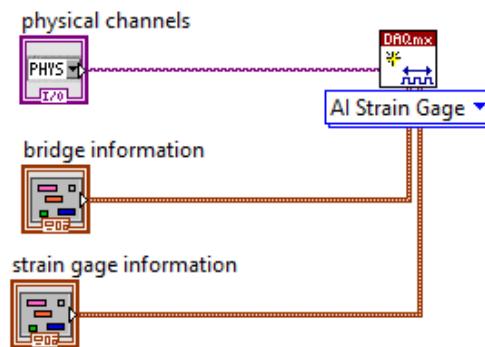 physical channels
DAQmx
PHYS
I/O
AI Strain Gage
bridge information
strain gage information